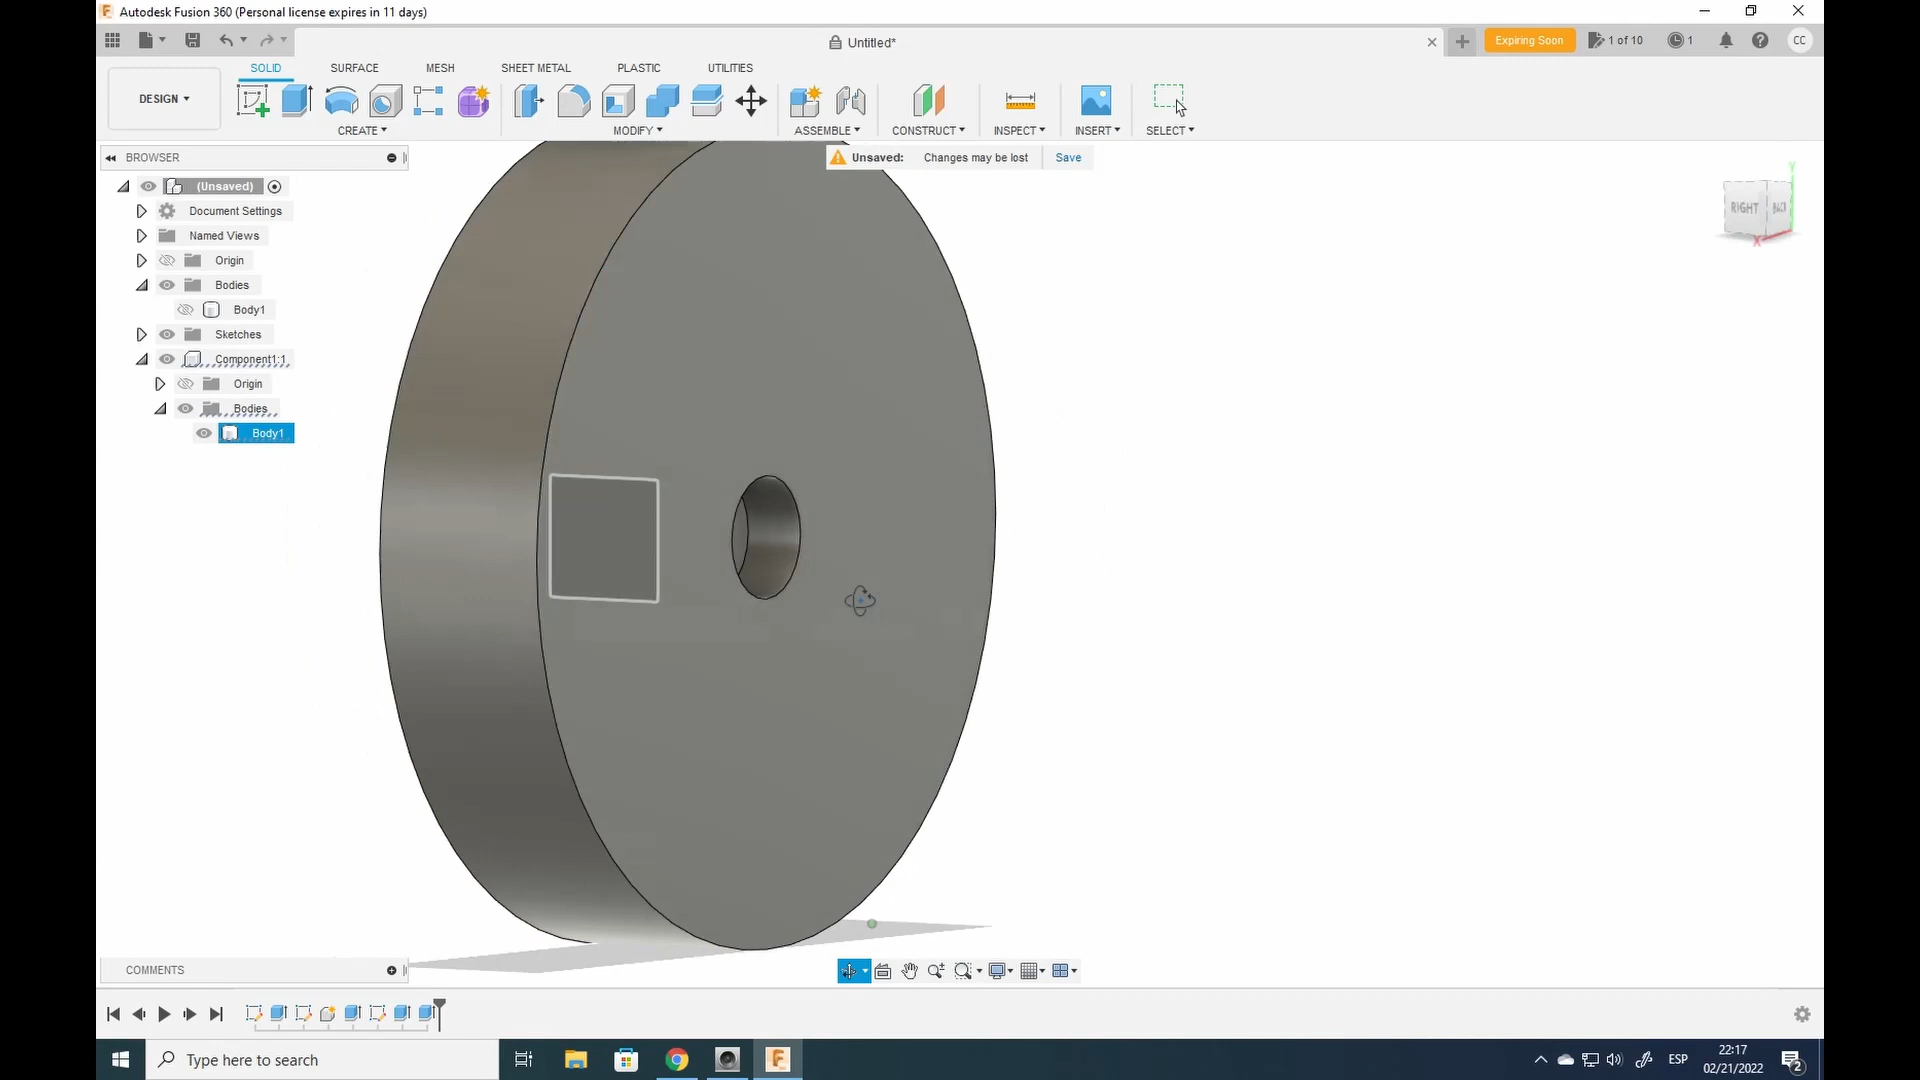 Autodesk Fusion 360 (Personal license expires in 11 days)
Untitled*
Expiring Soon
1 of 10
1
CC
DESIGN
SOLID SURFACE MESH SHEET METAL PLASTIC UTILITIES
CREATE MODIFY ASSEMBLE CONSTRUCT INSPECT INSERT SELECT
BROWSER
Unsaved: Changes may be lost Save
(Unsaved)
Document Settings
Named Views
Origin
Bodies
Body1
Sketches
Component1:1
Origin
Bodies
Body1
Y
RIGHT BACK
X
COMMENTS
Type here to search
ESP
22:17
02/21/2022
2